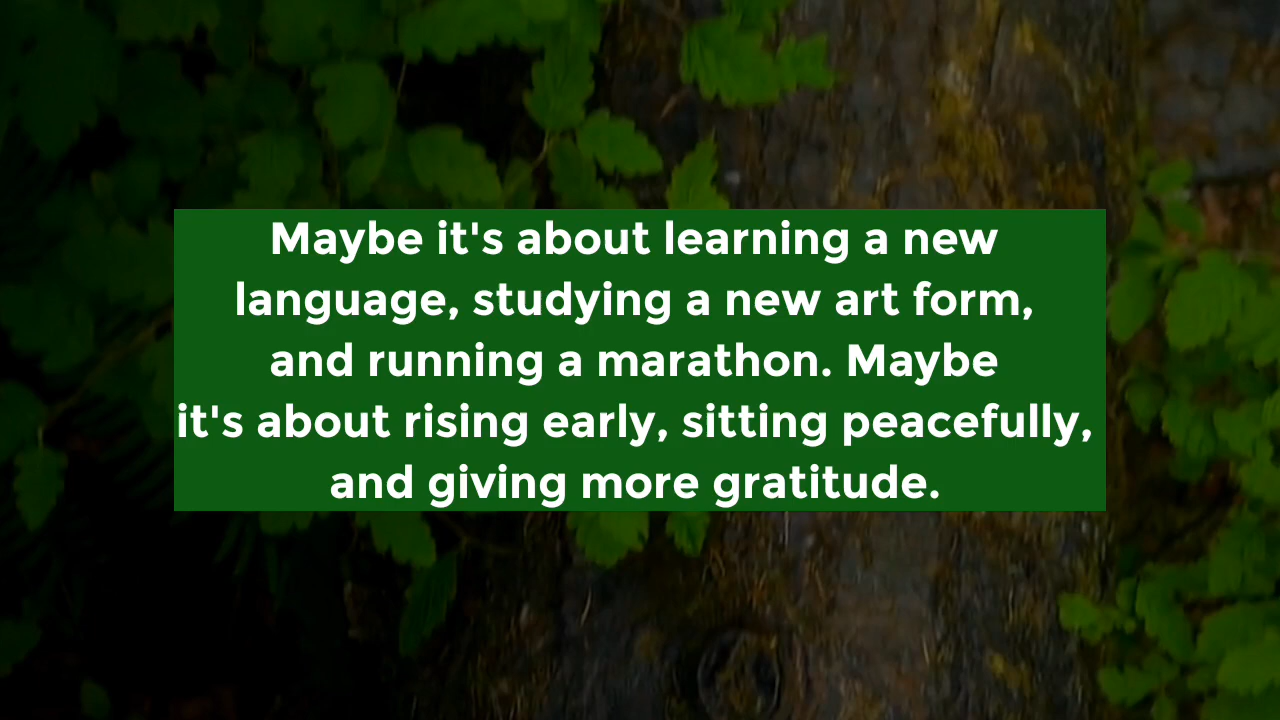 Maybe it's about learning a new
language, studying a new art form,
and running a marathon. Maybe
it's about rising early, sitting peacefully,
and giving more gratitude.